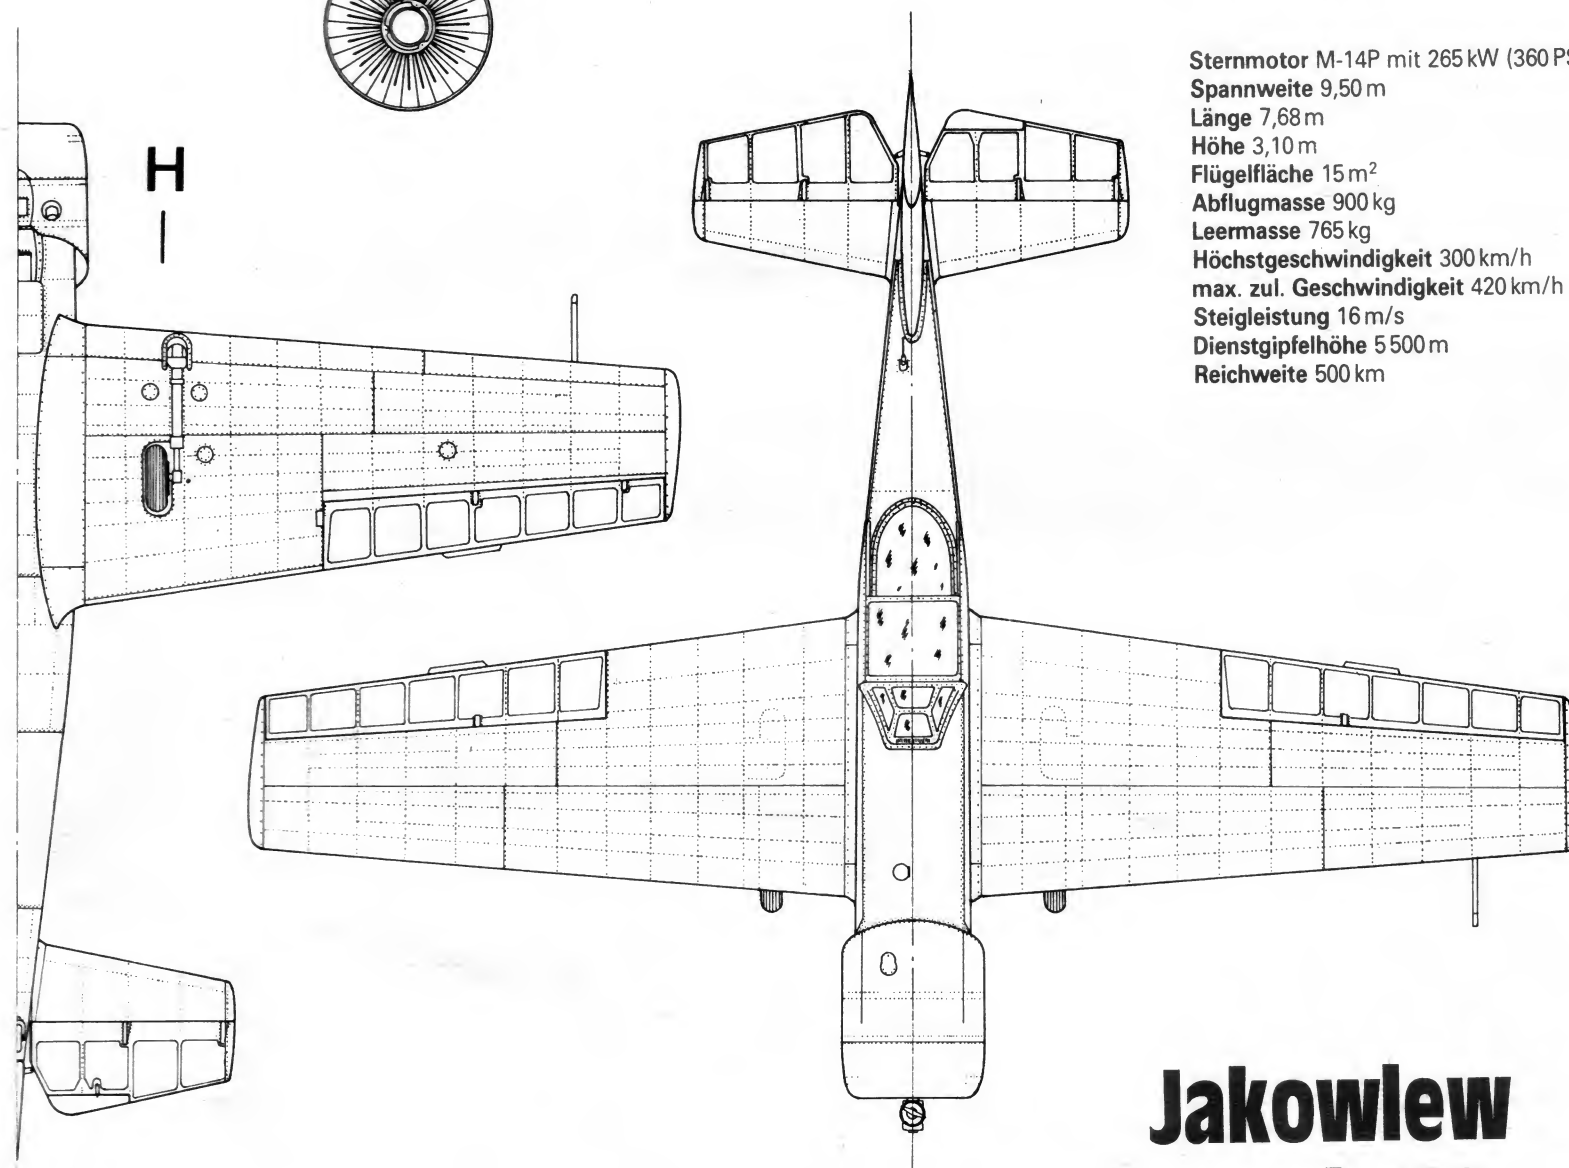 Sternmotor M-14P mit 265 kW (360 PS
Spannweite 9,50 m
Länge 7,68 m
Höhe 3,10 m
Flügelfläche 15 m²
Abflugmasse 900 kg
Leermasse 765 kg
Höchstgeschwindigkeit 300 km/h
max. zul. Geschwindigkeit 420 km/h
Steigleistung 16 m/s
Dienstgipfelhöhe 5 500 m
Reichweite 500 km
H
Jakowlew